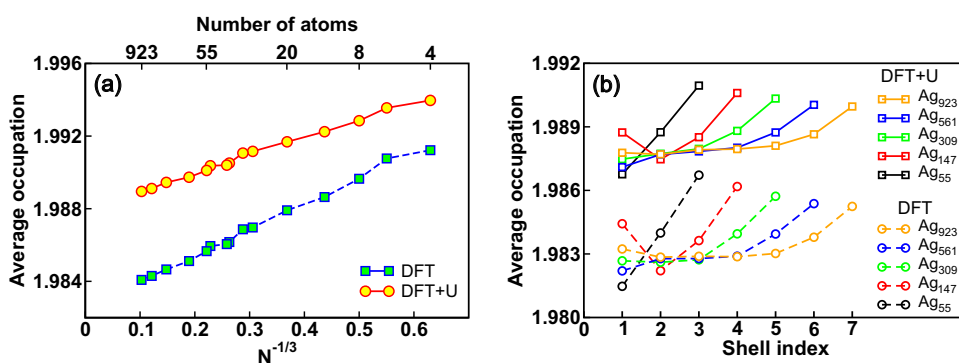 Number of atoms
923 55 20 8 4
1.996
1.992
1.988
1.984
Average occupation
(a)
DFT
DFT+U
0 0.1 0.2 0.3 0.4 0.5 0.6
N-1/3
1.992
1.989
1.986
1.983
1.980
Average occupation
(b)
1 2 3 4 5 6 7
Shell index
DFT+U
Ag923
Ag561
Ag309
Ag147
Ag55
DFT
Ag923
Ag561
Ag309
Ag147
Ag55